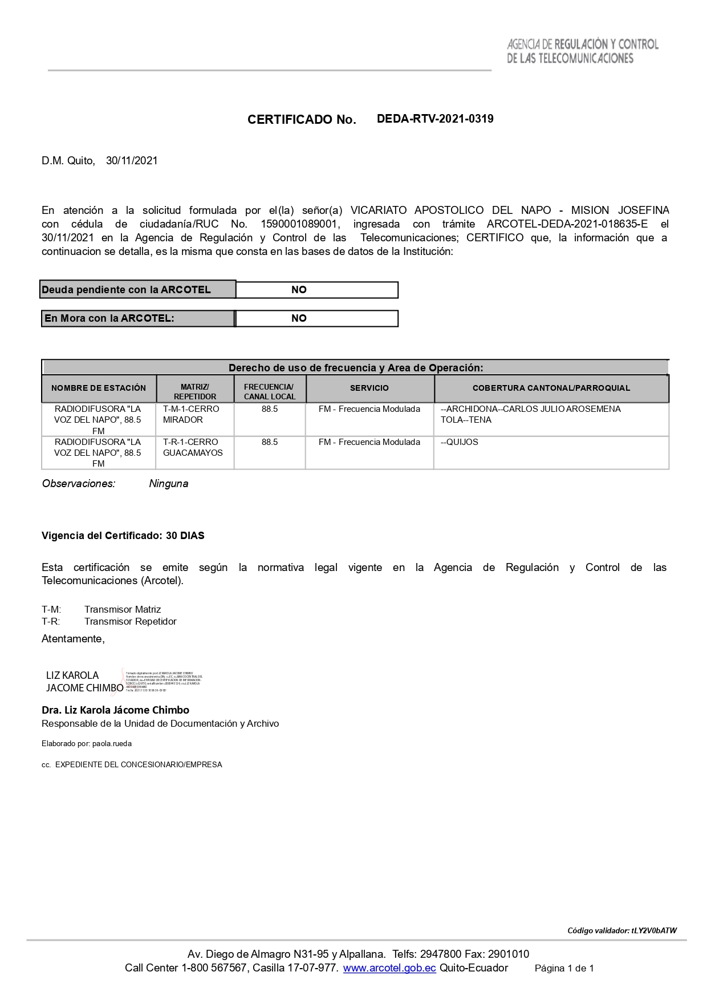 AGENCIA DE REGULACIÓN Y CONTROL
DE LAS TELECOMUNICACIONES
CERTIFICADO No. DEDA-RTV-2021-0319
D.M. Quito, 30/11/2021
En atención a la solicitud formulada por el(la) señor(a) VICARIATO APOSTOLICO DEL NAPO - MISION JOSEFINA
con cédula de ciudadanía/RUC No. 1590001089001, ingresada con trámite ARCOTEL-DEDA-2021-018635-E el
30/11/2021 en la Agencia de Regulación y Control de las Telecomunicaciones; CERTIFICO que, la información que a
continuacion se detalla, es la misma que consta en las bases de datos de la Institución:
Deuda pendiente con la ARCOTEL NO
En Mora con la ARCOTEL: NO
Derecho de uso de frecuencia y Area de Operación:
NOMBRE DE ESTACIÓN MATRIZ/ REPETIDOR FRECUENCIA/ CANAL LOCAL SERVICIO COBERTURA CANTONAL/PARROQUIAL
RADIODIFUSORA "LA T-M-1-CERRO 88.5 FM - Frecuencia Modulada --ARCHIDONA--CARLOS JULIO AROSEMENA
VOZ DEL NAPO", 88.5 MIRADOR TOLA--TENA
FM
RADIODIFUSORA "LA T-R-1-CERRO 88.5 FM - Frecuencia Modulada --QUIJOS
VOZ DEL NAPO", 88.5 GUACAMAYOS
FM
Observaciones: Ninguna
Vigencia del Certificado: 30 DIAS
Esta certificación se emite según la normativa legal vigente en la Agencia de Regulación y Control de las
Telecomunicaciones (Arcotel).
T-M: Transmisor Matriz
T-R: Transmisor Repetidor
Atentamente,
LIZ KAROLA
JACOME CHIMBO
Firmado digitalmente por LIZ KAROLA JACOME CHIMBO
Nombre de reconocimiento (DN): c=EC, o=BANCO CENTRAL DEL
ECUADOR, ou=ENTIDAD DE CERTIFICACION DE INFORMACION-
ECIBCE, l=QUITO, cn=LIZ KAROLA
JACOME CHIMBO
Dra. Liz Karola Jácome Chimbo
Responsable de la Unidad de Documentación y Archivo
Elaborado por: paola.rueda
cc. EXPEDIENTE DEL CONCESIONARIO/EMPRESA
Código validador: tLY2V0bATW
Av. Diego de Almagro N31-95 y Alpallana. Telfs: 2947800 Fax: 2901010
Call Center 1-800 567567, Casilla 17-07-977. www.arcotel.gob.ec Quito-Ecuador Página 1 de 1